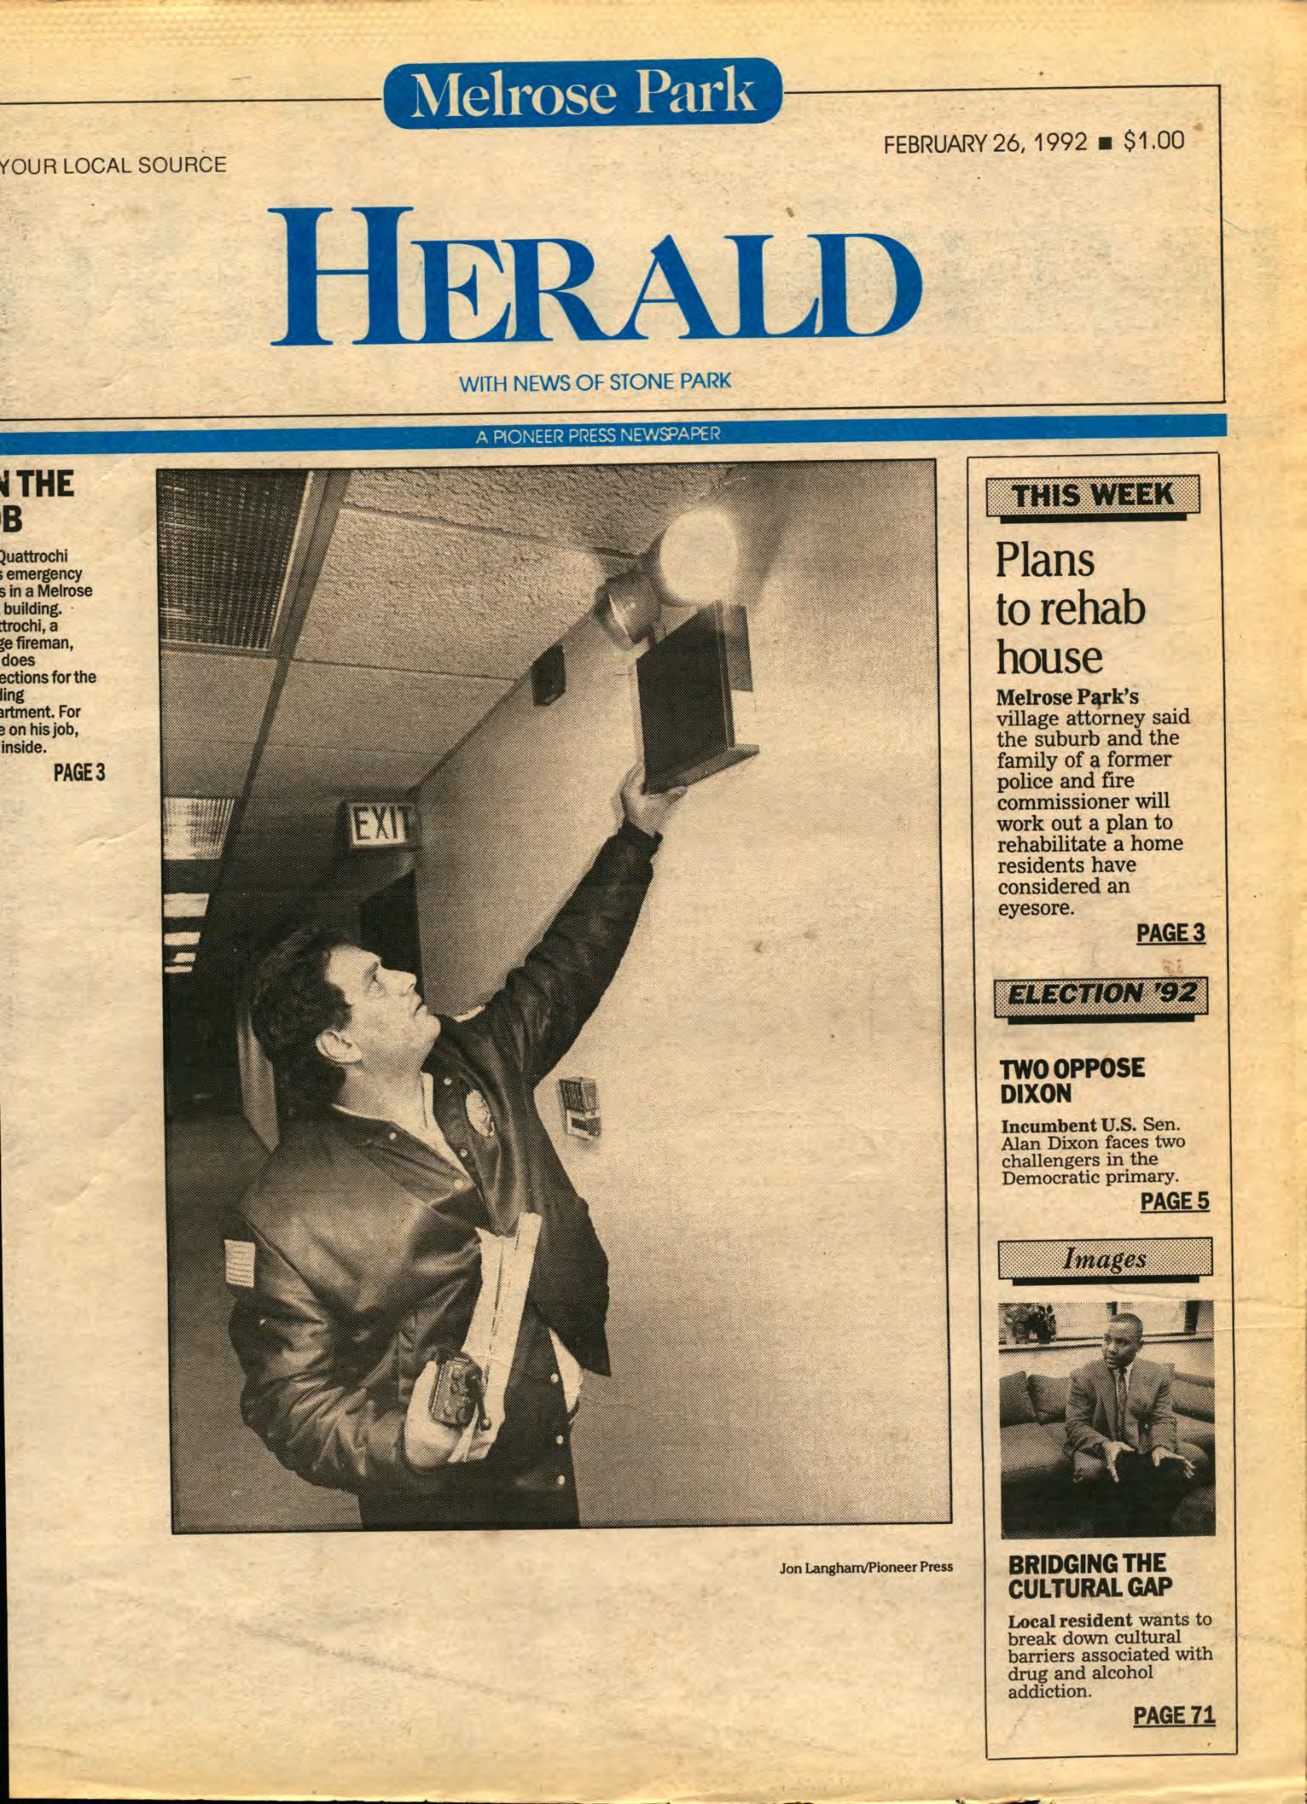 Melrose Park
FEBRUARY 26, 1992 ■ $1.00
YOUR LOCAL SOURCE
HERALD
WITH NEWS OF STONE PARK
A PIONEER PRESS NEWSPAPER
N THE
B
Quattrochi
emergency
s in a Melrose
building.
trochi, a
ge fireman,
does
ections for the
ling
artment. For
e on his job,
inside.
PAGE 3
EXIT
Jon Langham/Pioneer Press
THIS WEEK
Plans
to rehab
house
Melrose Park's
village attorney said
the suburb and the
family of a former
police and fire
commissioner will
work out a plan to
rehabilitate a home
residents have
considered an
eyesore.
PAGE 3
ELECTION '92
TWO OPPOSE
DIXON
Incumbent U.S. Sen.
Alan Dixon faces two
challengers in the
Democratic primary.
PAGE 5
Images
BRIDGING THE
CULTURAL GAP
Local resident wants to
break down cultural
barriers associated with
drug and alcohol
addiction.
PAGE 71